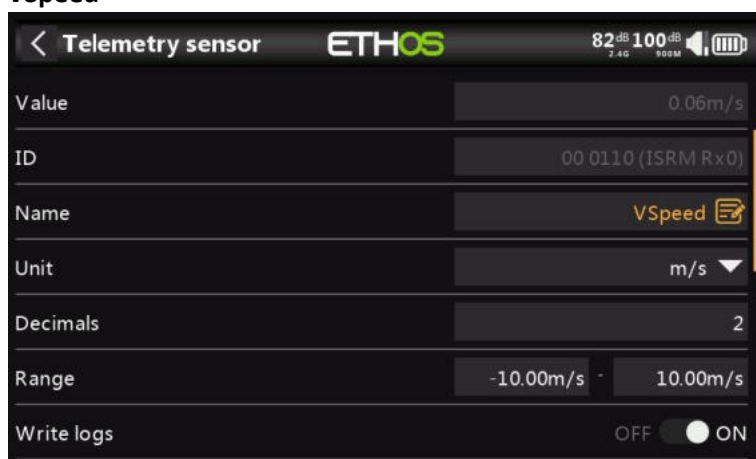 < Telemetry sensor ETHOS 82dB 2.4G 100dB 900M
Value 0.06m/s
ID 00 0110 (ISRM Rx0)
Name VSpeed
Unit m/s
Decimals 2
Range -10.00m/s - 10.00m/s
Write logs OFF ON